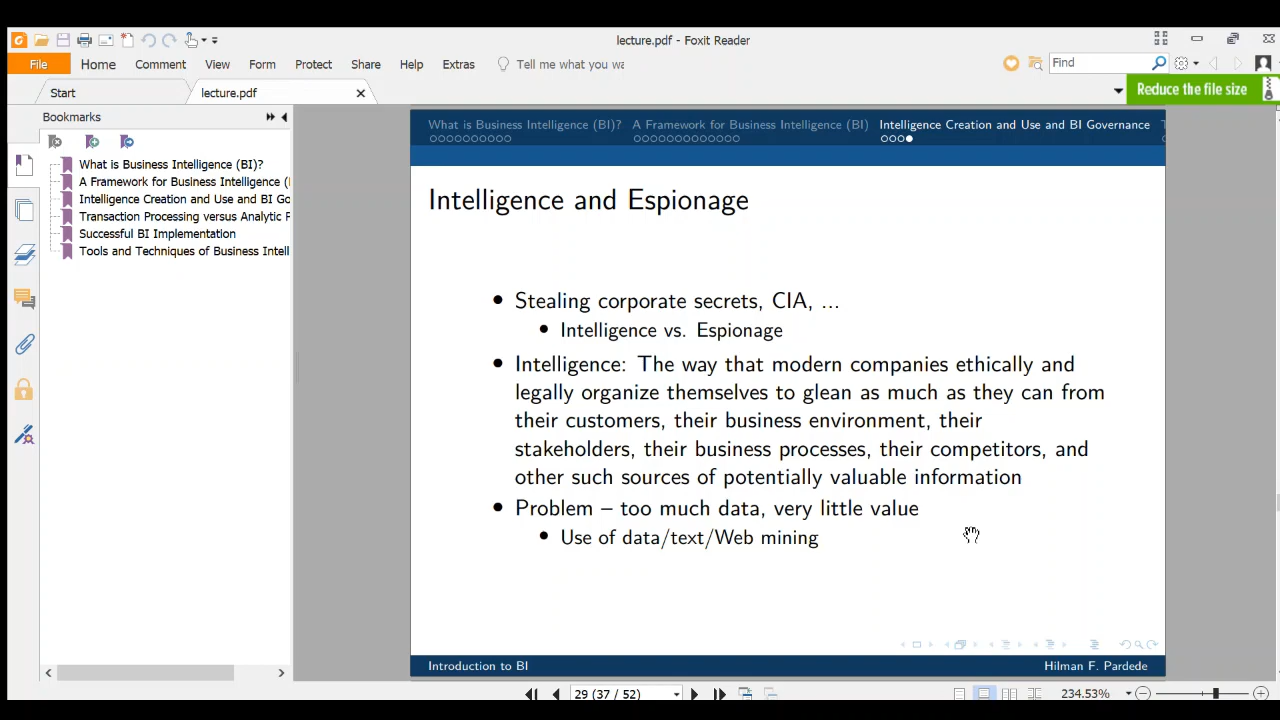 lecture.pdf - Foxit Reader
File Home Comment View Form Protect Share Help Extras Tell me what you wa
Find
Start
lecture.pdf
Reduce the file size
Bookmarks
What is Business Intelligence (BI)?
A Framework for Business Intelligence (
Intelligence Creation and Use and BI Go
Transaction Processing versus Analytic P
Successful BI Implementation
Tools and Techniques of Business Intell
What is Business Intelligence (BI)? A Framework for Business Intelligence (BI) Intelligence Creation and Use and BI Governance
Intelligence and Espionage
• Stealing corporate secrets, CIA, ...
• Intelligence vs. Espionage
• Intelligence: The way that modern companies ethically and
legally organize themselves to glean as much as they can from
their customers, their business environment, their
stakeholders, their business processes, their competitors, and
other such sources of potentially valuable information
• Problem – too much data, very little value
• Use of data/text/Web mining
Introduction to BI
Hilman F. Pardede
29 (37 / 52)
234.53%